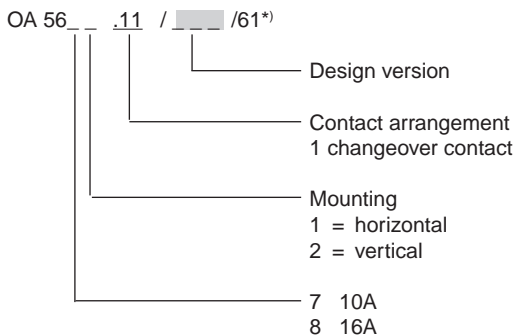 OA 56_ _ .11 / _ _ _ /61*)
Design version
Contact arrangement
1 changeover contact
Mounting
1 = horizontal
2 = vertical
7 10A
8 16A